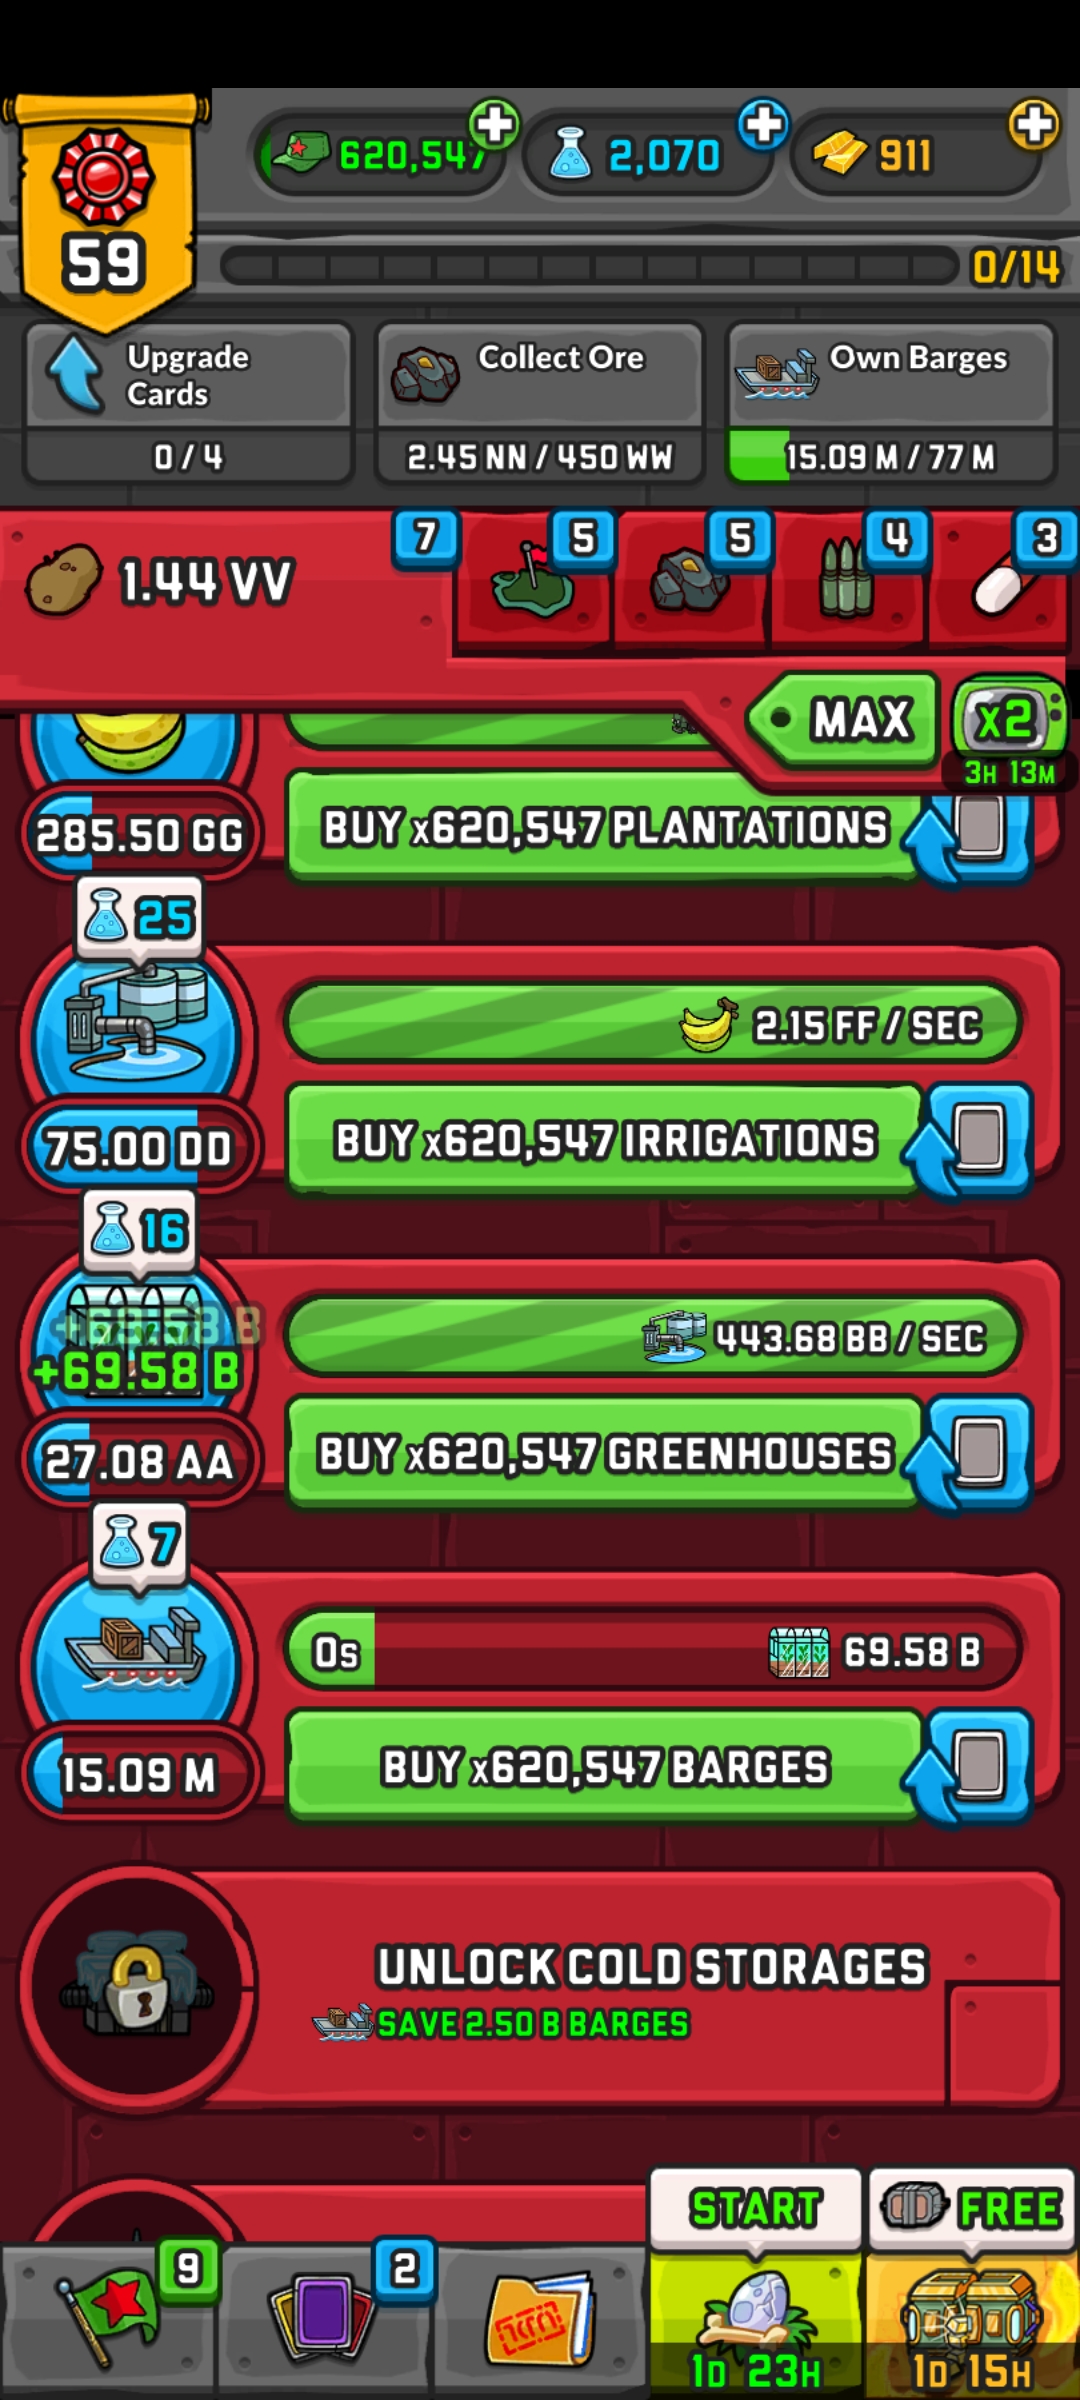 620,547
2,070
911
59
0/14
Upgrade
Cards
0 / 4
Collect Ore
2.45 NN / 450 WW
Own Barges
15.09 M / 77 M
1.44 VV
7
5
5
4
3
MAX
x2
3H 13M
285.50 GG
BUY x620,547 PLANTATIONS
25
2.15 FF / SEC
75.00 DD
BUY x620,547 IRRIGATIONS
16
+69.58 B
+69.58 B
443.68 BB / SEC
27.08 AA
BUY x620,547 GREENHOUSES
7
0s
69.58 B
15.09 M
BUY x620,547 BARGES
UNLOCK COLD STORAGES
SAVE 2.50 B BARGES
START
FREE
9
2
1D 23H
1D 15H